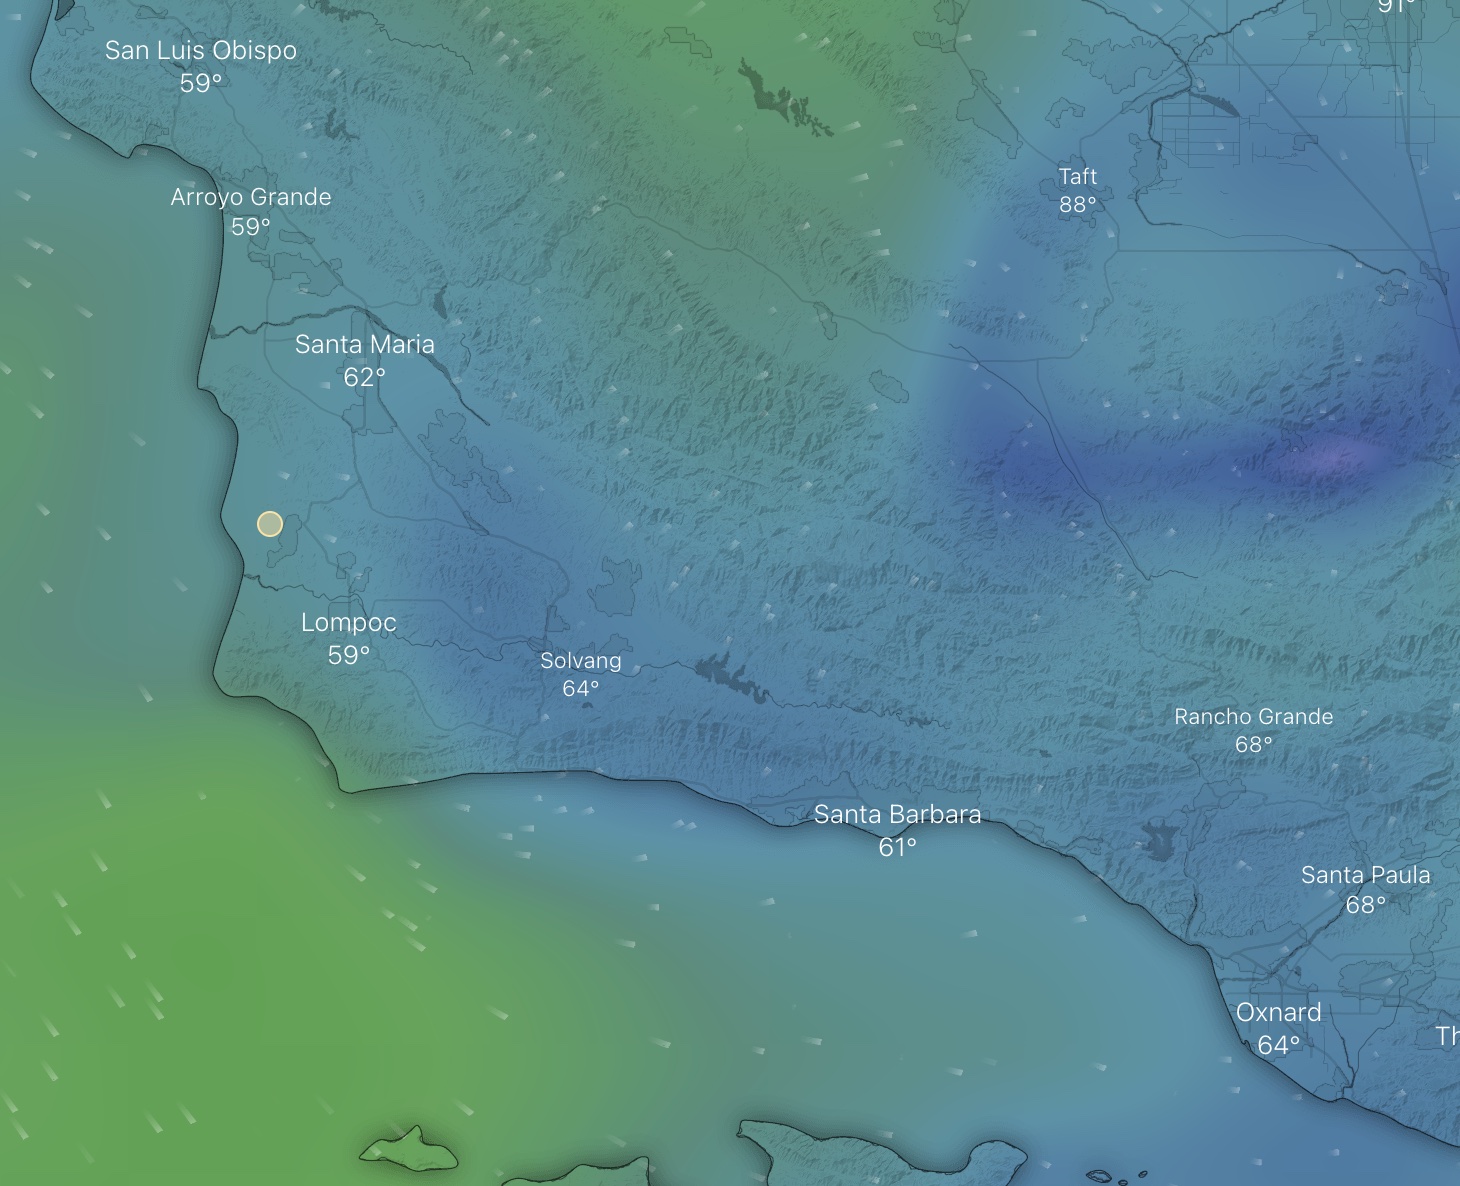 91°
San Luis Obispo
59°
Taft
88°
Arroyo Grande
59°
Santa Maria
62°
Lompoc
59°
Solvang
64°
Rancho Grande
68°
Santa Barbara
61°
Santa Paula
68°
Oxnard
64°
Th